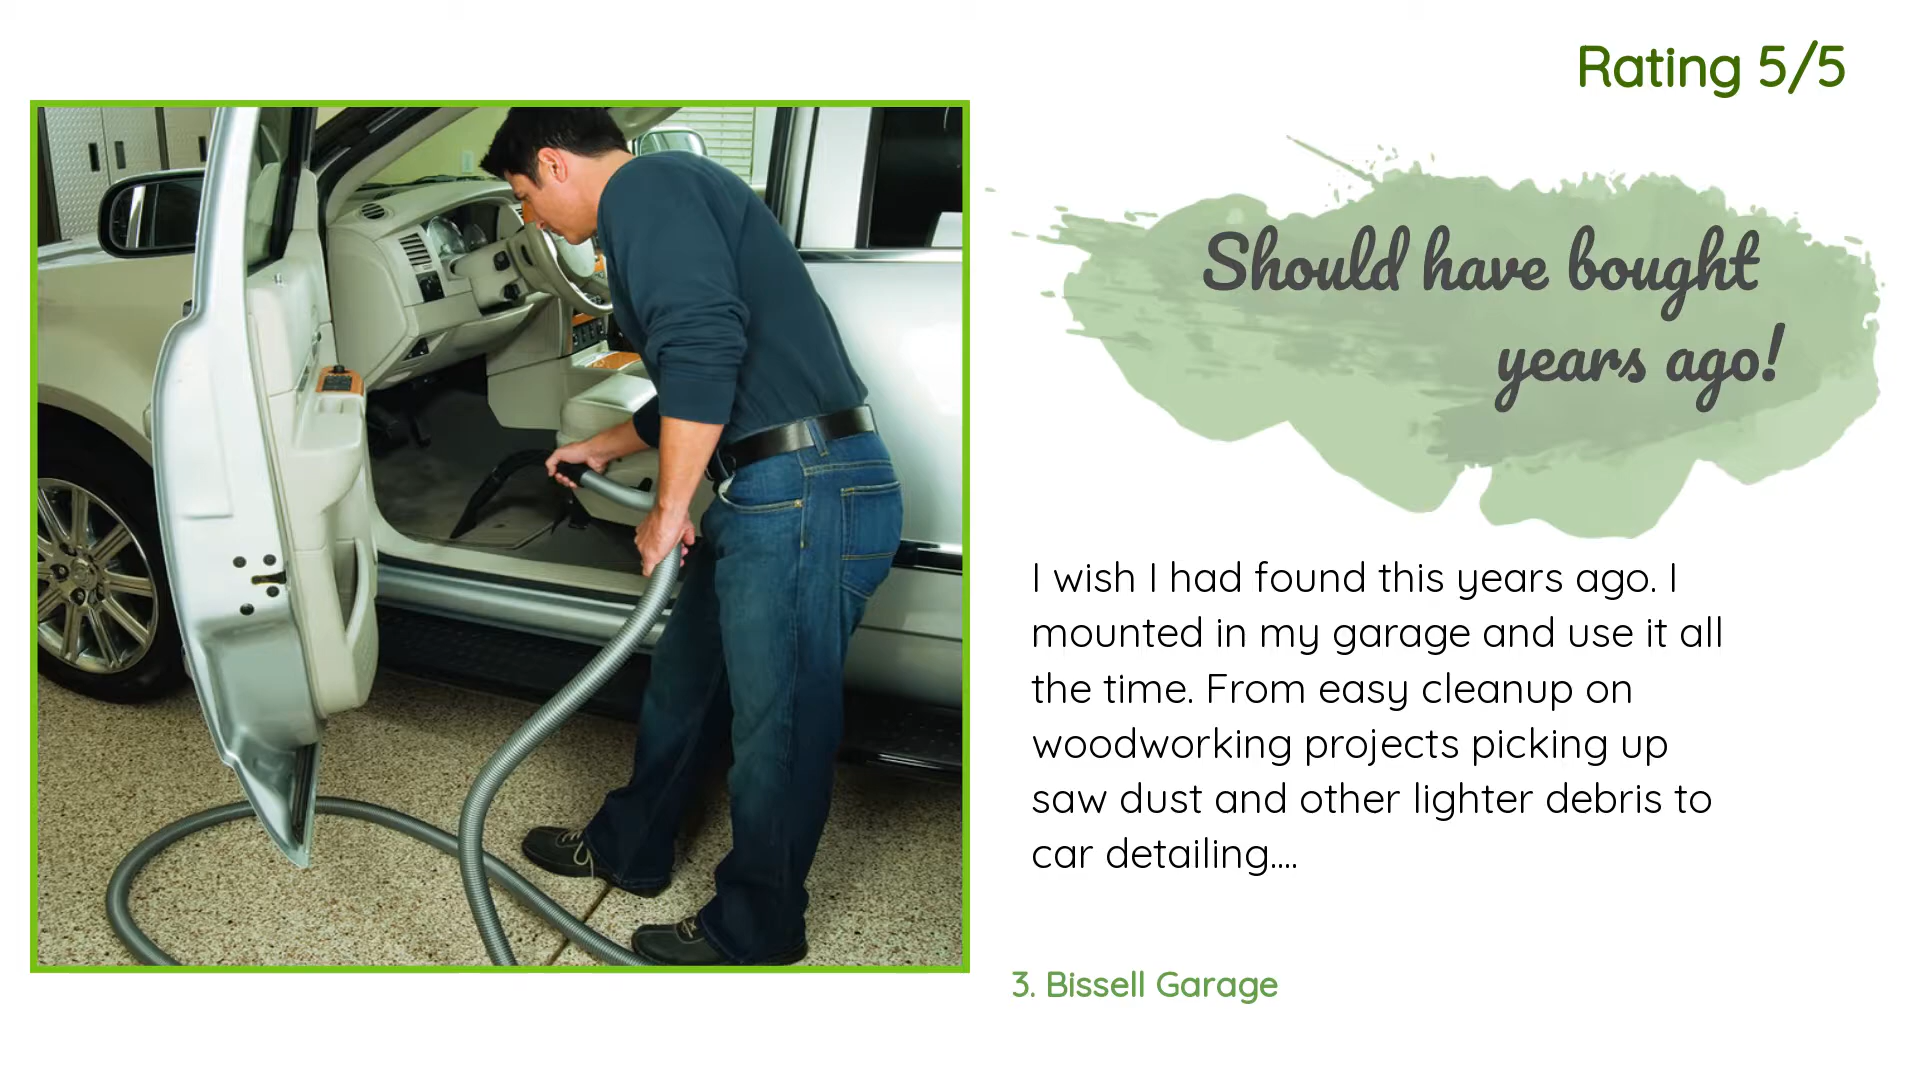 Rating 5/5
Should have bought
years ago!
I wish I had found this years ago. I
mounted in my garage and use it all
the time. From easy cleanup on
woodworking projects picking up
saw dust and other lighter debris to
car detailing....
3. Bissell Garage